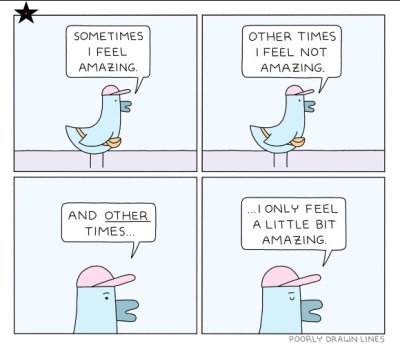 SOMETIMES
I FEEL
AMAZING.
OTHER TIMES
I FEEL NOT
AMAZING.
AND OTHER
TIMES...
...I ONLY FEEL
A LITTLE BIT
AMAZING.
POORLY DRAWN LINES